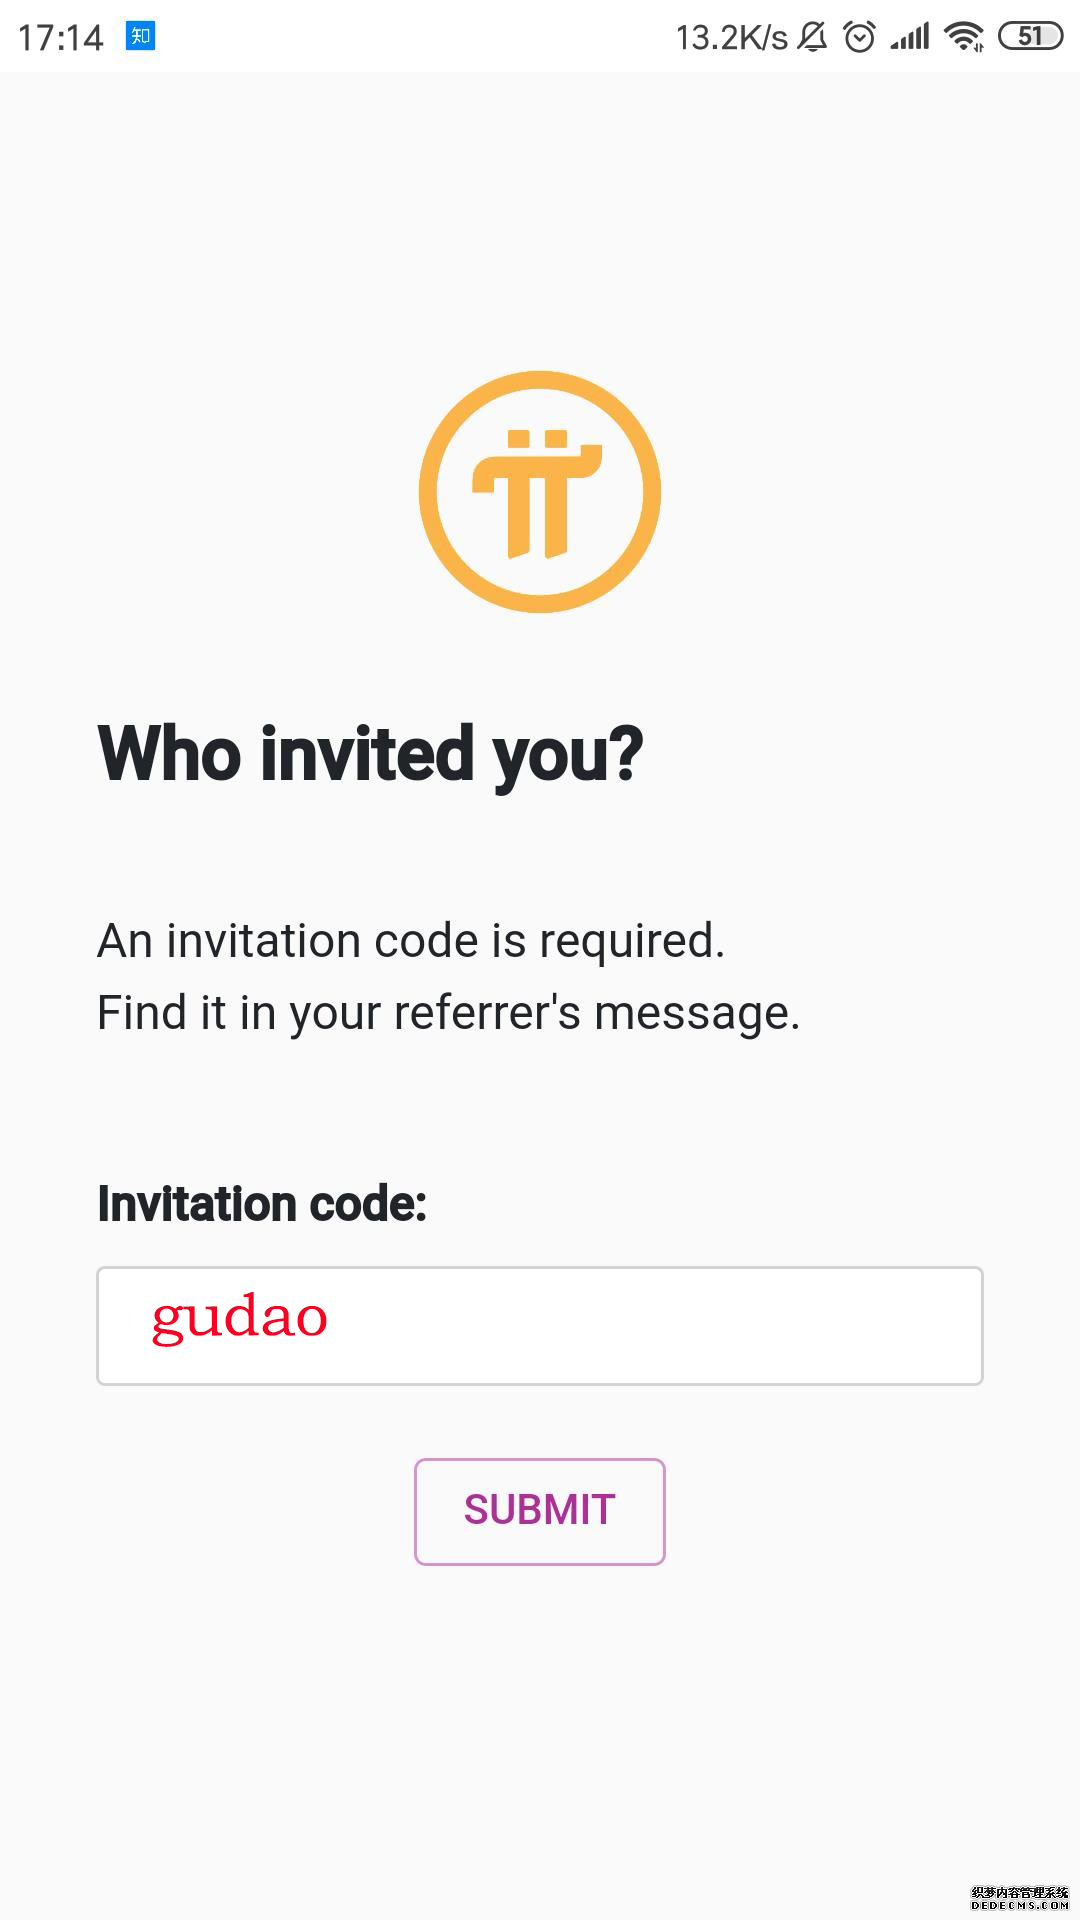 17:14 知 13.2K/s 51
Who invited you?
An invitation code is required.
Find it in your referrer's message.
Invitation code:
gudao
SUBMIT
织梦内容管理系统
DEDECMS.COM